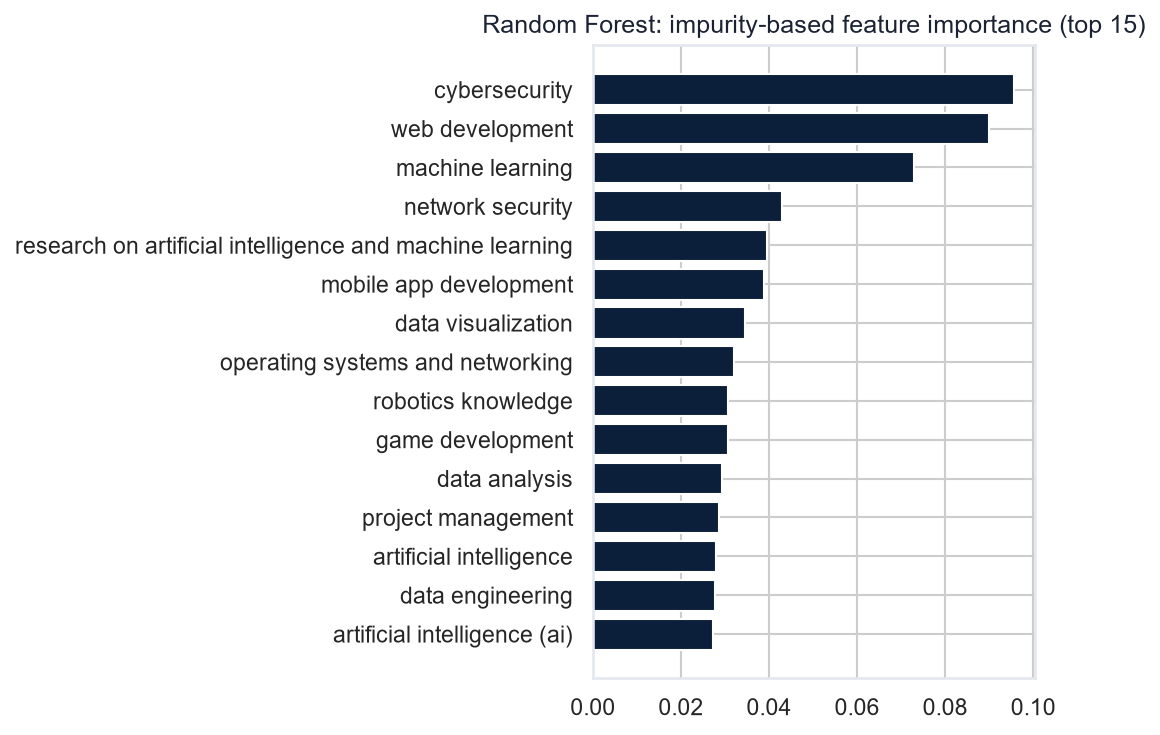 Random Forest: impurity-based feature importance (top 15)
cybersecurity
web development
machine learning
network security
research on artificial intelligence and machine learning
mobile app development
data visualization
operating systems and networking
robotics knowledge
game development
data analysis
project management
artificial intelligence
data engineering
artificial intelligence (ai)
0.00 0.02 0.04 0.06 0.08 0.10